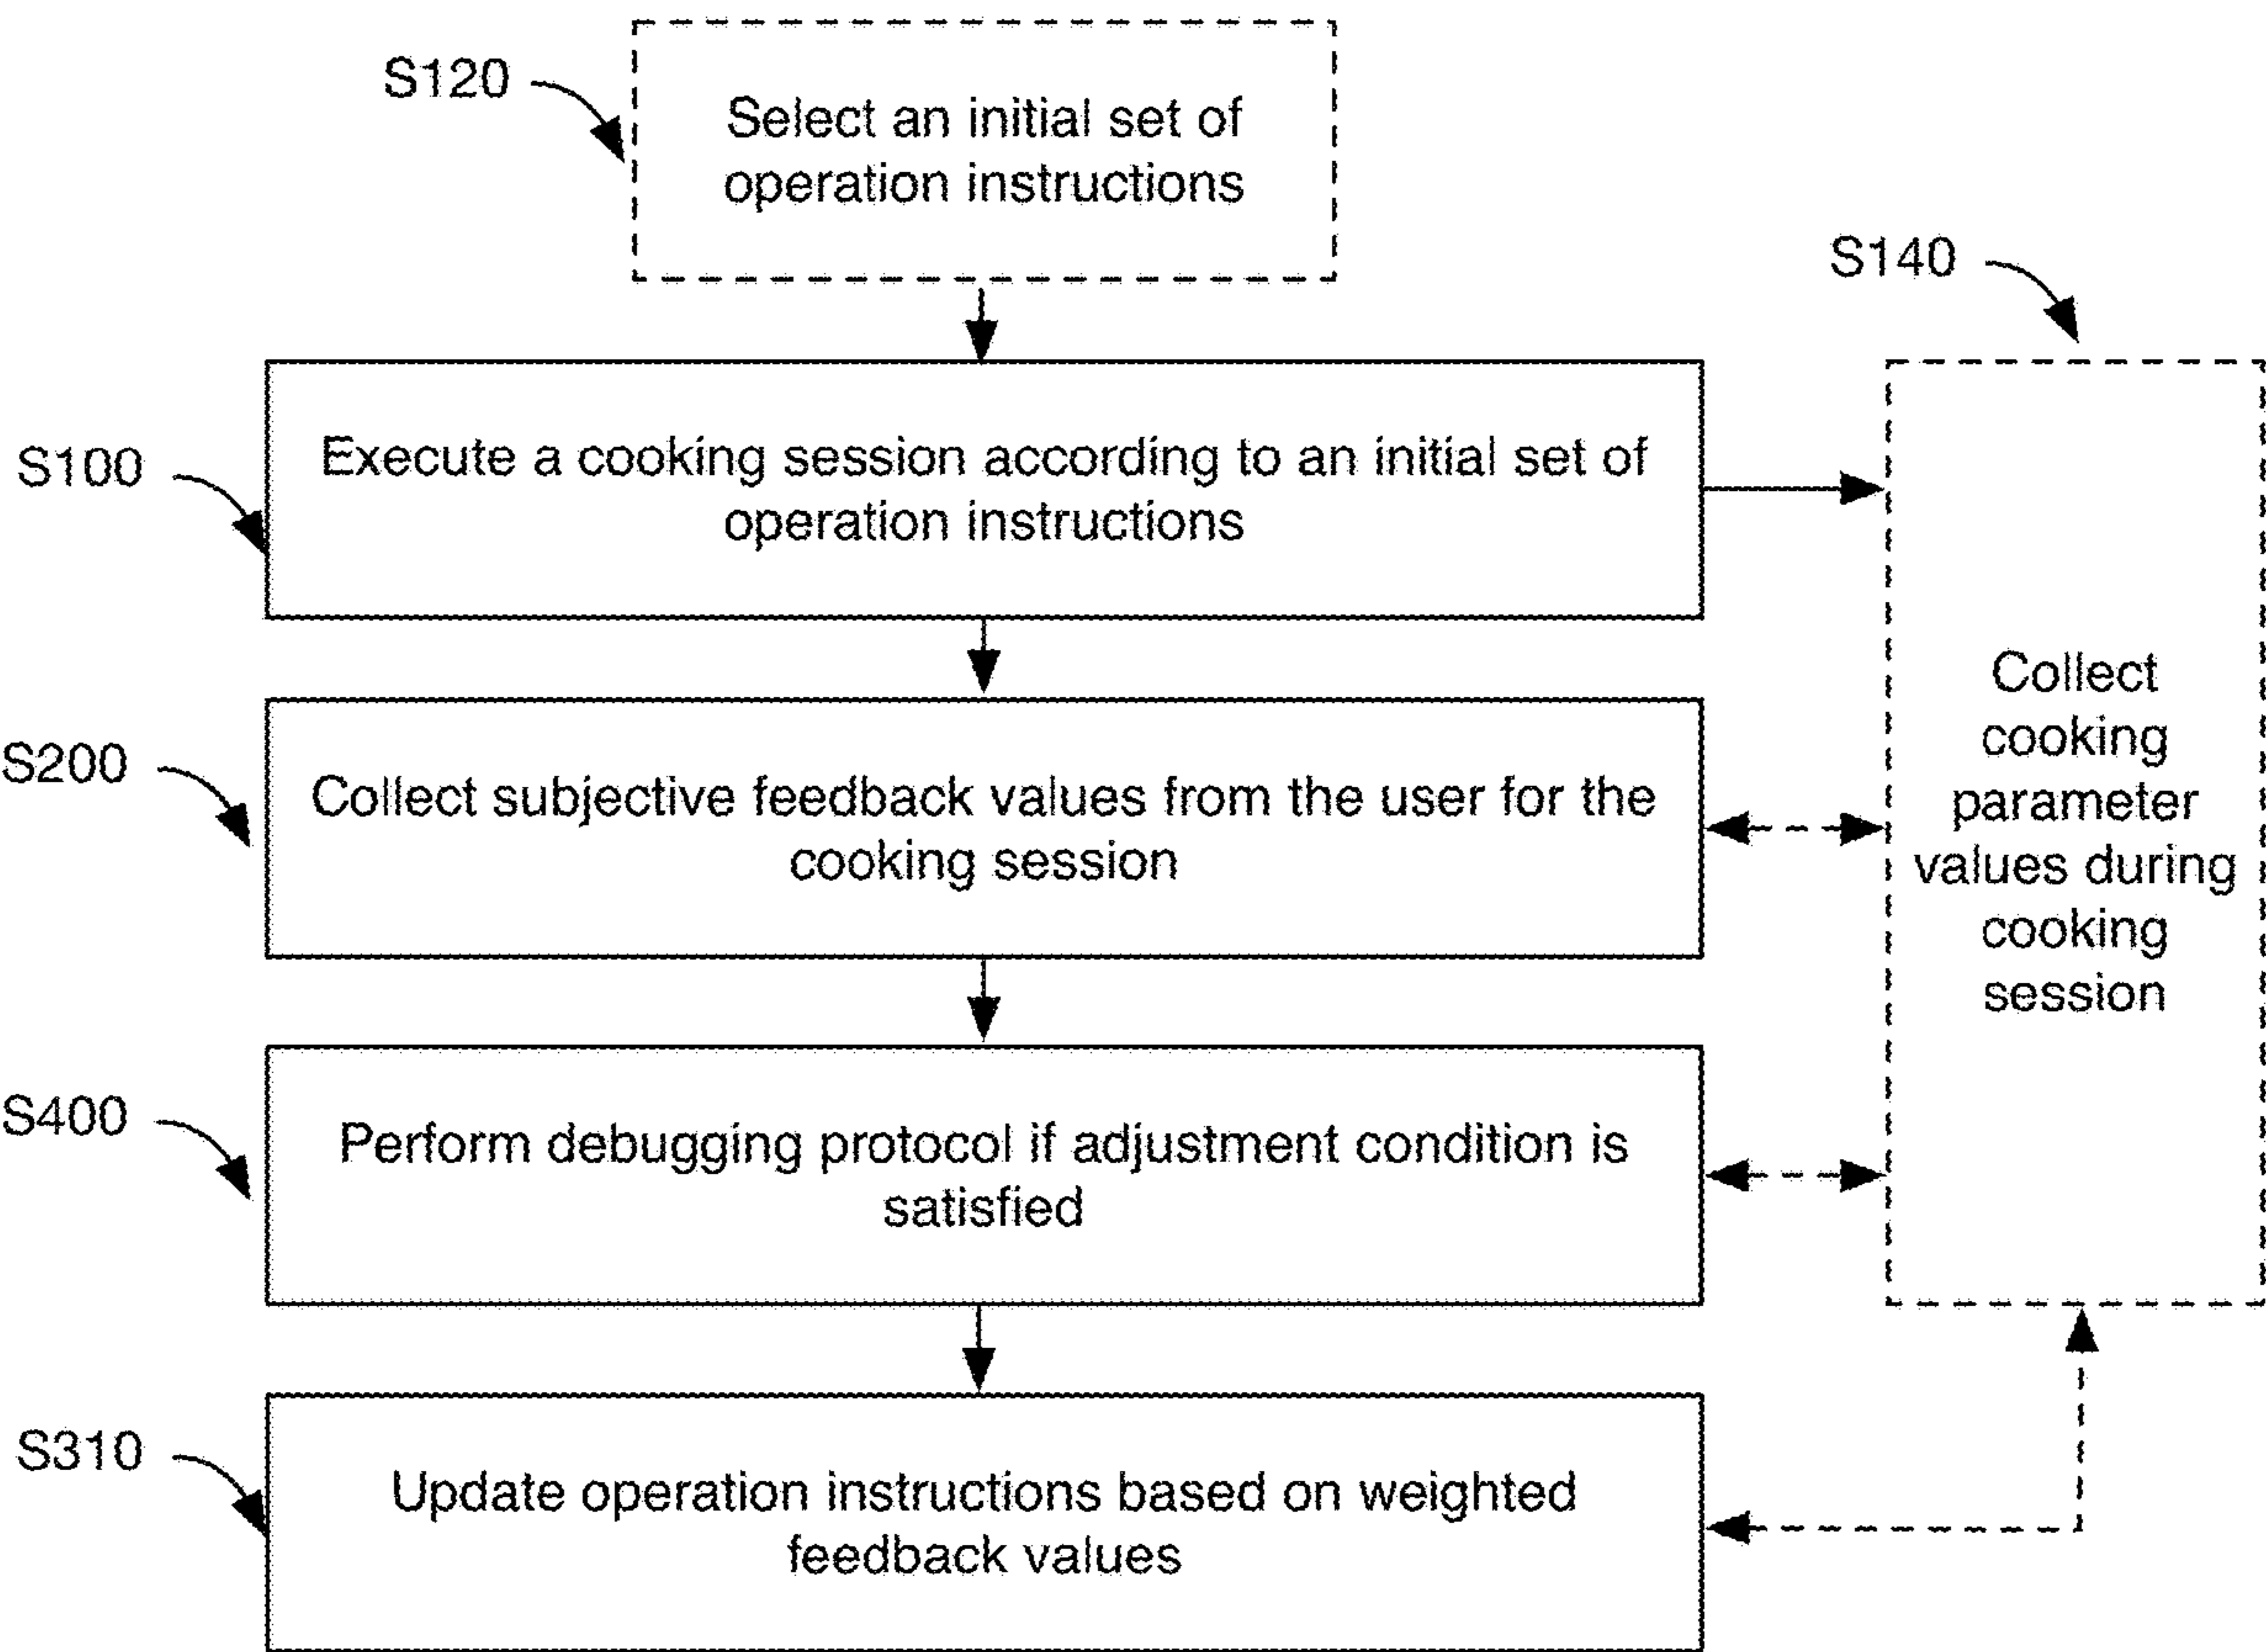 S120
Select an initial set of
operation instructions
S140
S100
Execute a cooking session according to an initial set of
operation instructions
S200
Collect subjective feedback values from the user for the
cooking session
Collect
cooking
parameter
values during
cooking
session
S400
Perform debugging protocol if adjustment condition is
satisfied
S310
Update operation instructions based on weighted
feedback values